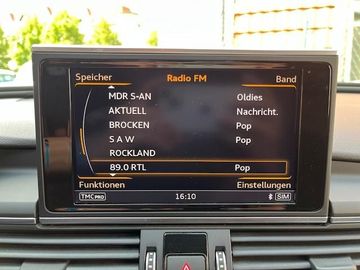 Speicher Radio FM Band
MDR S-AN Oldies
AKTUELL Nachricht.
BROCKEN Pop
S A W Pop
ROCKLAND
89.0 RTL Pop
Funktionen Einstellungen
TMC PRO 16:10 SIM